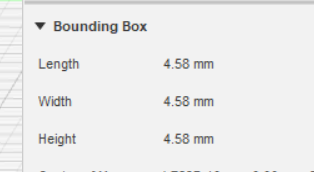 ▼ Bounding Box
Length 4.58 mm
Width 4.58 mm
Height 4.58 mm